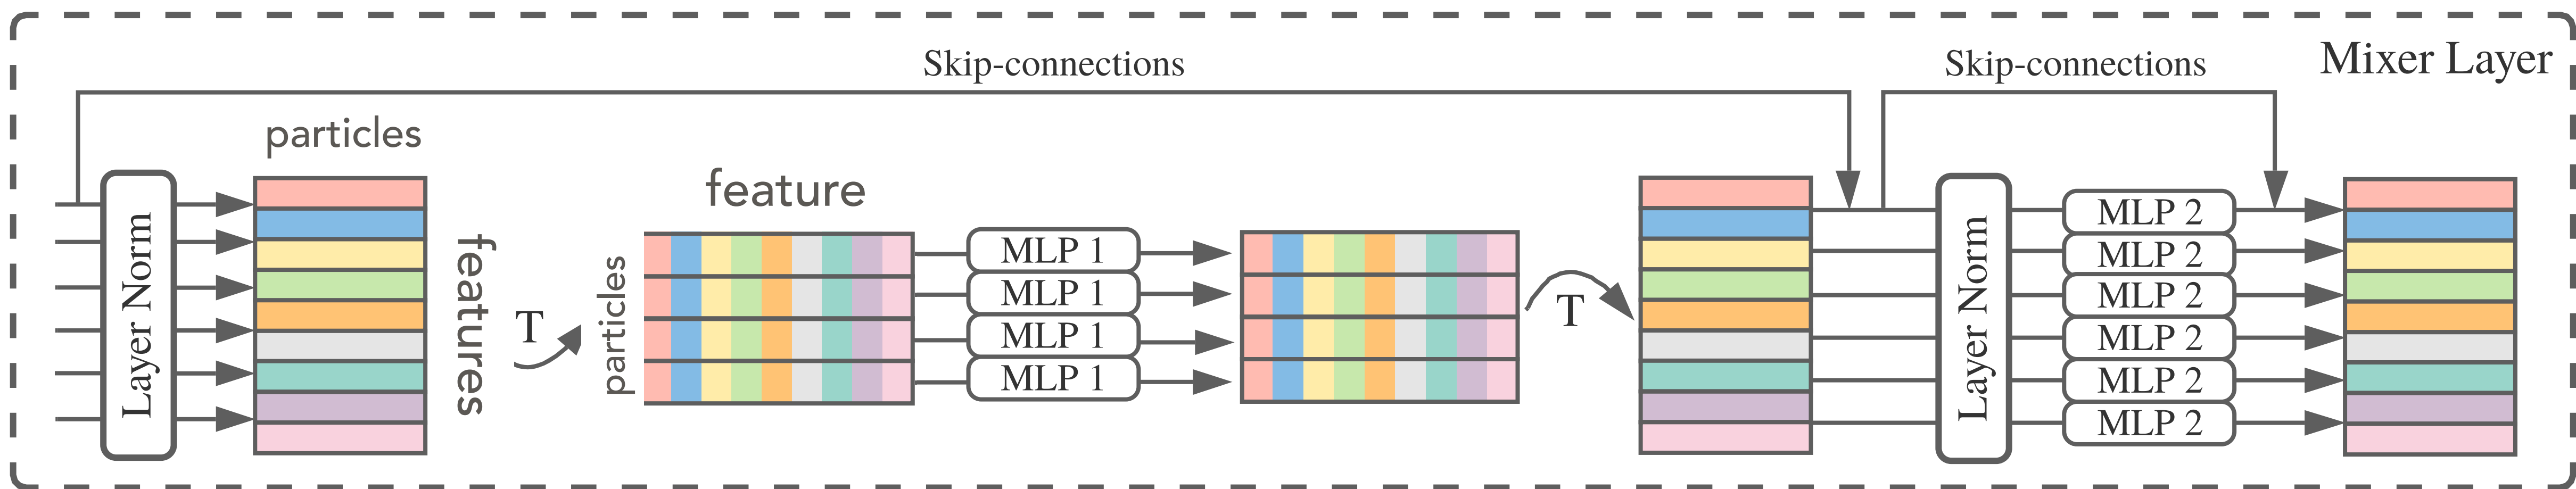 Skip-connections
Skip-connections
Mixer Layer
particles
Layer Norm
features
T
feature
particles
MLP 1
MLP 1
MLP 1
MLP 1
T
Layer Norm
MLP 2
MLP 2
MLP 2
MLP 2
MLP 2
MLP 2